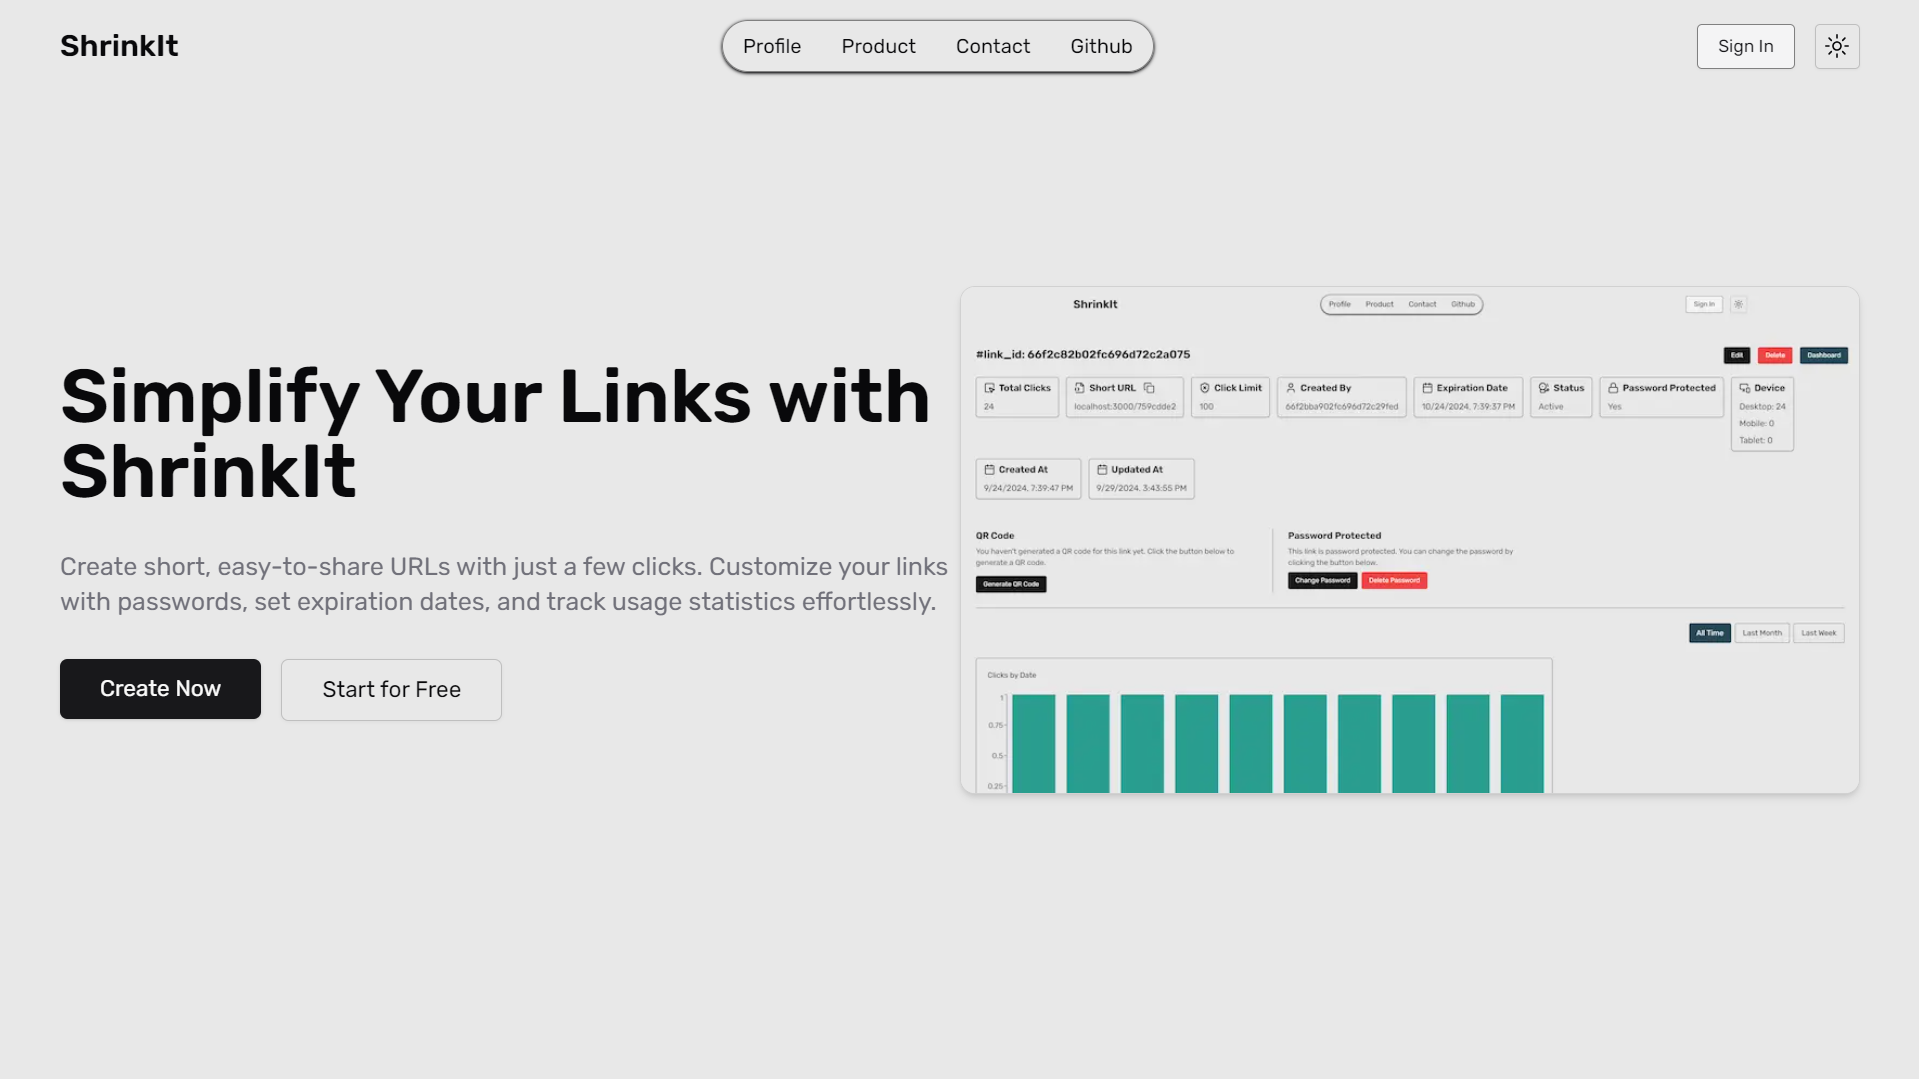 ShrinkIt
Profile Product Contact Github
Sign In
Simplify Your Links with
ShrinkIt
Create short, easy-to-share URLs with just a few clicks. Customize your links
with passwords, set expiration dates, and track usage statistics effortlessly.
Create Now Start for Free
ShrinkIt
Profile Product Contact Github
Sign In
#link_id: 66f2c82b02fc696d72c2a075
Edit Delete Dashboard
Total Clicks
24
Short URL
localhost:3000/759cdde2
Click Limit
100
Created By
66f2bba902fc696d72c29fed
Expiration Date
10/24/2024, 7:39:37 PM
Status
Active
Password Protected
Yes
Device
Desktop: 24
Mobile: 0
Tablet: 0
Created At
9/24/2024, 7:39:47 PM
Updated At
9/29/2024, 3:43:55 PM
QR Code
You haven't generated a QR code for this link yet. Click the button below to
generate a QR code.
Generate QR Code
Password Protected
This link is password protected. You can change the password by
clicking the button below.
Change Password Delete Password
All Time Last Month Last Week
Clicks by Date
1
0.75
0.5
0.25